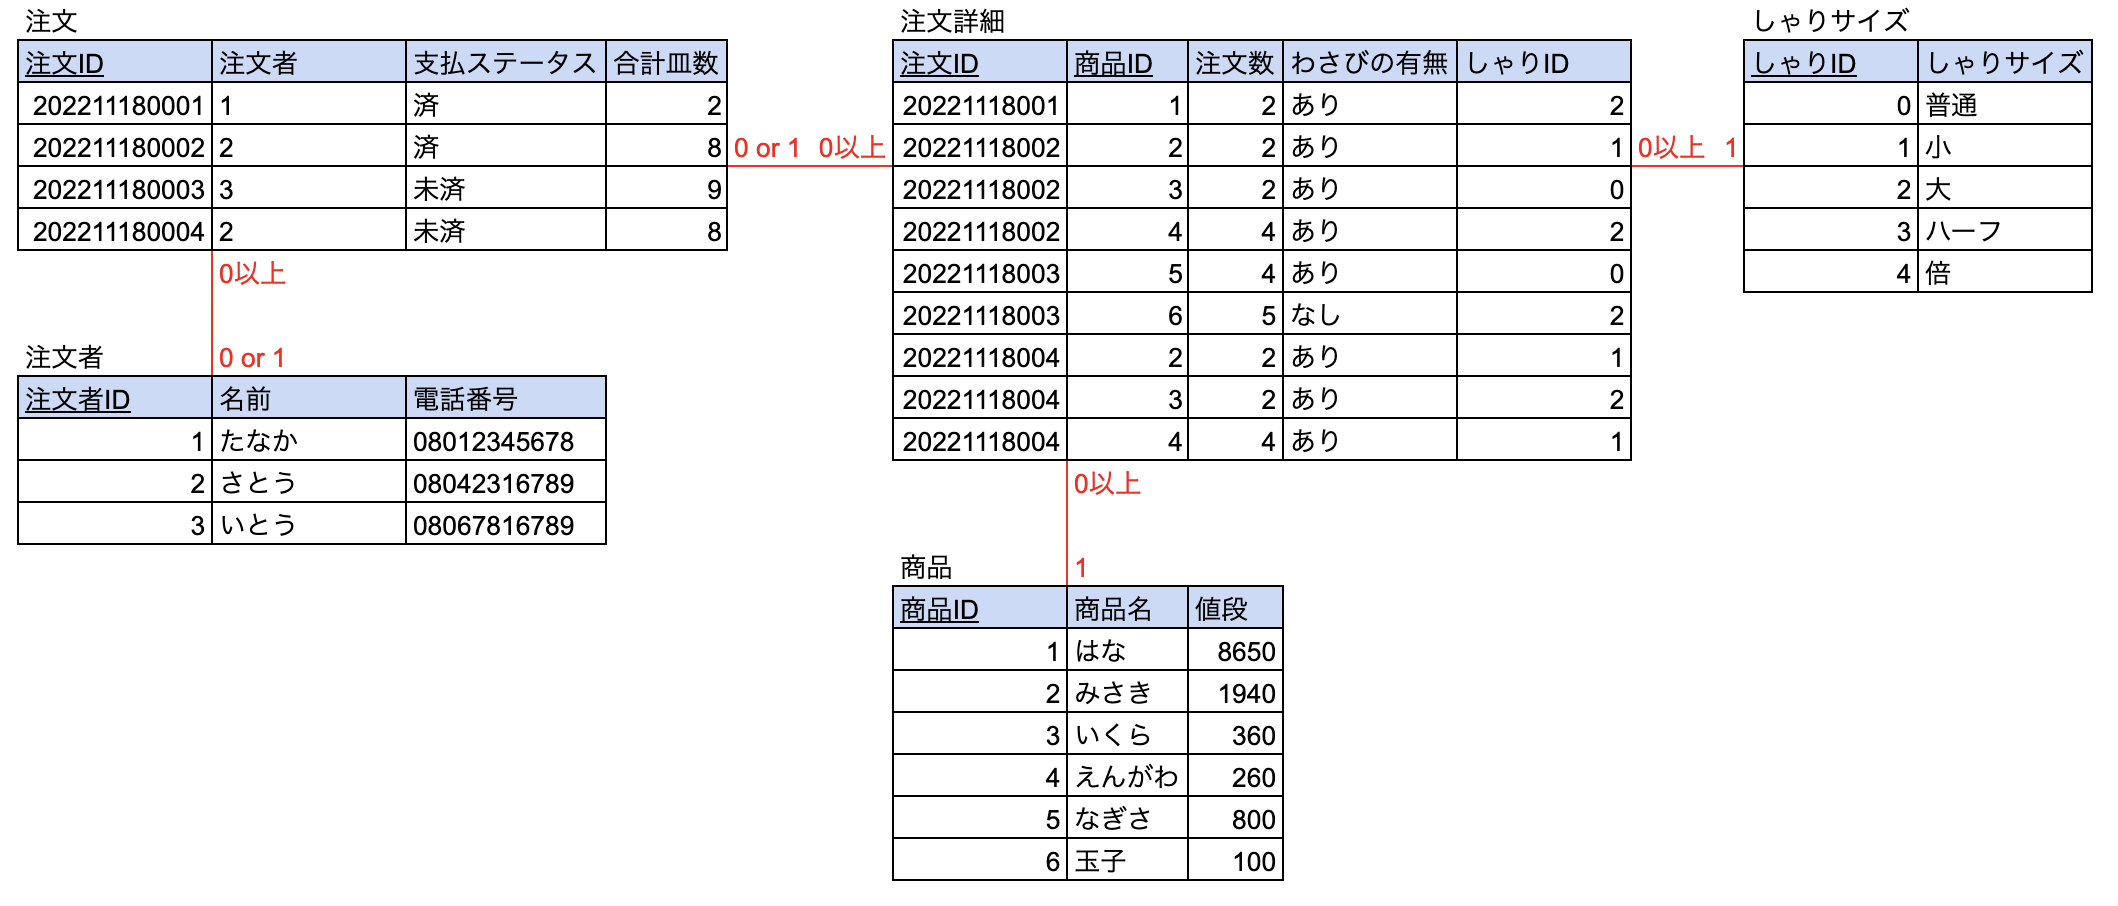 注文
注文ID 注文者 支払ステータス 合計皿数
202211180001 1 済 2
202211180002 2 済 8
202211180003 3 未済 9
202211180004 2 未済 8
0 or 1 0以上
0以上
0 or 1
注文者
注文者ID 名前 電話番号
1 たなか 08012345678
2 さとう 08042316789
3 いとう 08067816789
注文詳細
注文ID 商品ID 注文数 わさびの有無 しゃりID
20221118001 1 2 あり 2
20221118002 2 2 あり 1
20221118002 3 2 あり 0
20221118002 4 4 あり 2
20221118003 5 4 あり 0
20221118003 6 5 なし 2
20221118004 2 2 あり 1
20221118004 3 2 あり 2
20221118004 4 4 あり 1
0以上 1
0以上
1
商品
商品ID 商品名 値段
1 はな 8650
2 みさき 1940
3 いくら 360
4 えんがわ 260
5 なぎさ 800
6 玉子 100
しゃりサイズ
しゃりID しゃりサイズ
0 普通
1 小
2 大
3 ハーフ
4 倍